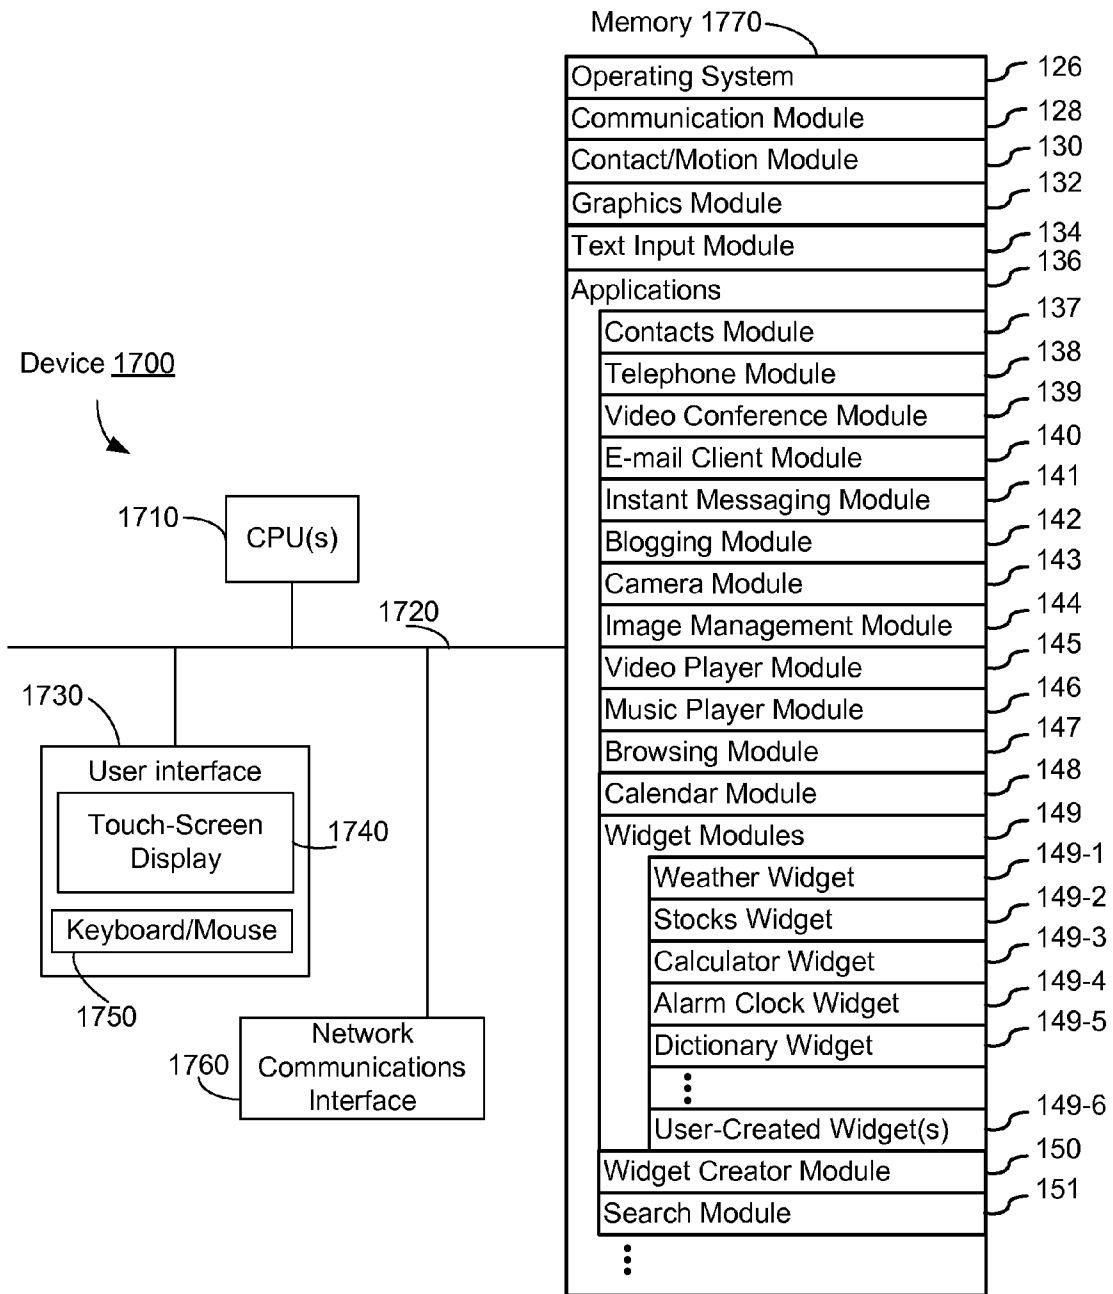 Memory 1770
Operating System 126
Communication Module 128
Contact/Motion Module 130
Graphics Module 132
Text Input Module 134
Applications 136
Contacts Module 137
Telephone Module 138
Video Conference Module 139
E-mail Client Module 140
Instant Messaging Module 141
Blogging Module 142
Camera Module 143
Image Management Module 144
Video Player Module 145
Music Player Module 146
Browsing Module 147
Calendar Module 148
Widget Modules 149
Weather Widget 149-1
Stocks Widget 149-2
Calculator Widget 149-3
Alarm Clock Widget 149-4
Dictionary Widget 149-5
User-Created Widget(s) 149-6
Widget Creator Module 150
Search Module 151
Device 1700
1710
CPU(s)
1720
1730
User interface
Touch-Screen
Display
1740
Keyboard/Mouse
1750
1760
Network
Communications
Interface